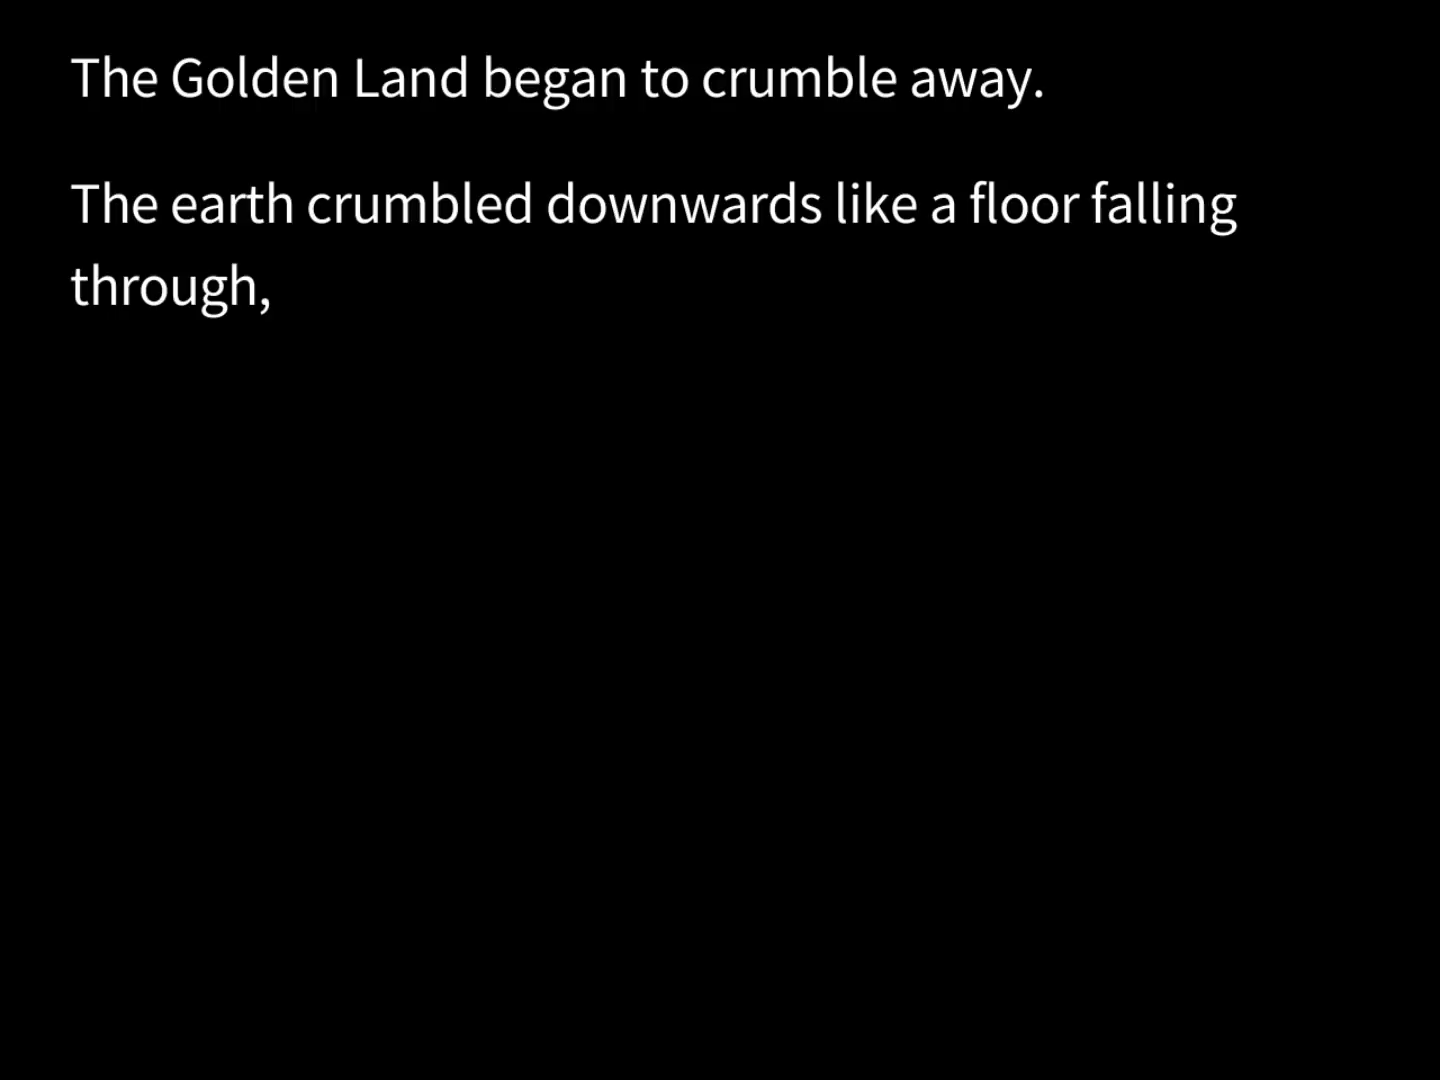 The Golden Land began to crumble away.
The earth crumbled downwards like a floor falling
through,